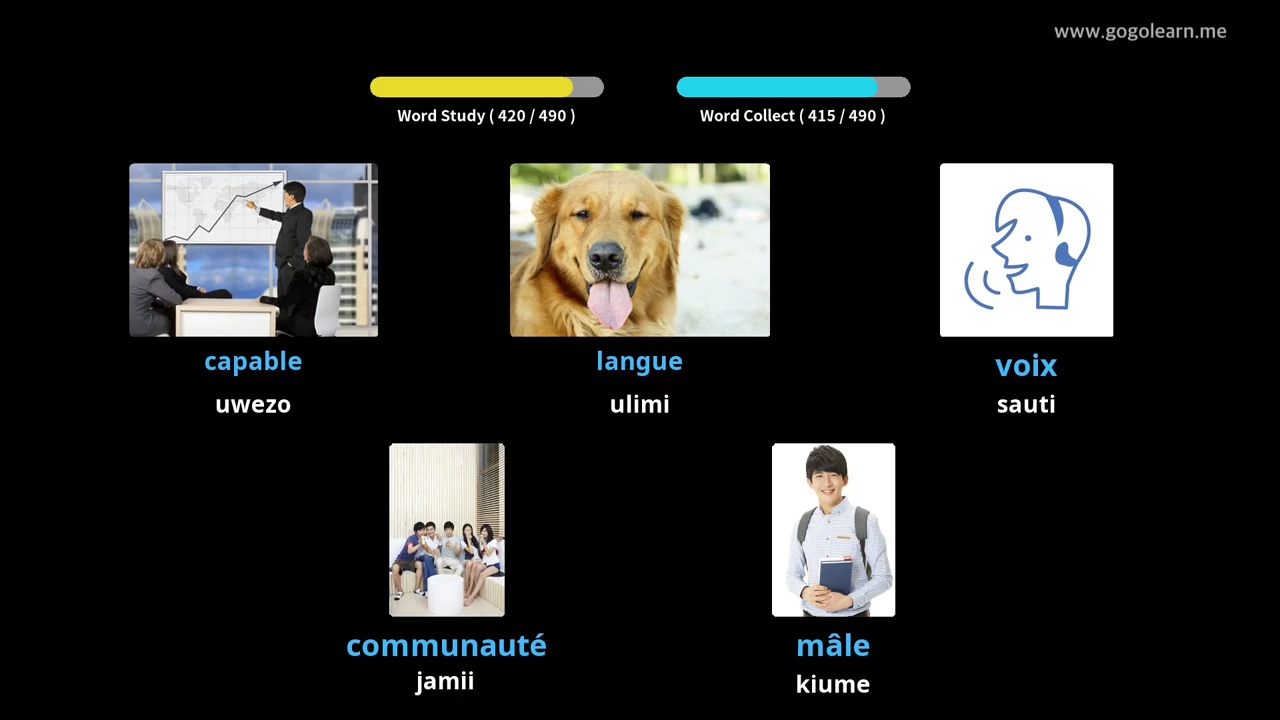 www.gogolearn.me
Word Study ( 420 / 490 )
Word Collect ( 415 / 490 )
capable
uwezo
langue
ulimi
voix
sauti
communauté
jamii
mâle
kiume